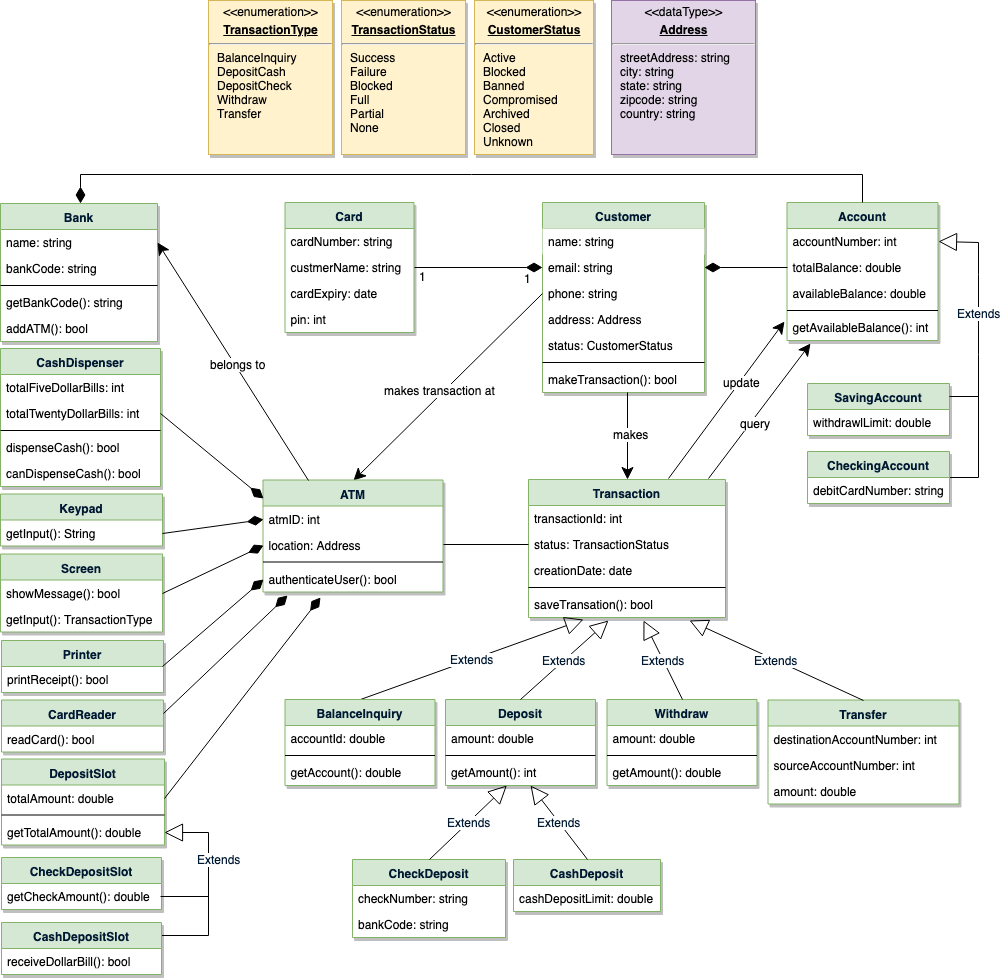 <<enumeration>>
TransactionType
BalanceInquiry
DepositCash
DepositCheck
Withdraw
Transfer
<<enumeration>>
TransactionStatus
Success
Failure
Blocked
Full
Partial
None
<<enumeration>>
CustomerStatus
Active
Blocked
Banned
Compromised
Archived
Closed
Unknown
<<dataType>>
Address
streetAddress: string
city: string
state: string
zipcode: string
country: string
Bank
name: string
bankCode: string
getBankCode(): string
addATM(): bool
Card
cardNumber: string
custmerName: string
cardExpiry: date
pin: int
1
1
Customer
name: string
email: string
phone: string
address: Address
status: CustomerStatus
makeTransaction(): bool
Account
accountNumber: int
totalBalance: double
availableBalance: double
getAvailableBalance(): int
Extends
belongs to
makes transaction at
makes
update
query
CashDispenser
totalFiveDollarBills: int
totalTwentyDollarBills: int
dispenseCash(): bool
canDispenseCash(): bool
SavingAccount
withdrawlLimit: double
CheckingAccount
debitCardNumber: string
Keypad
getInput(): String
ATM
atmID: int
location: Address
authenticateUser(): bool
Transaction
transactionId: int
status: TransactionStatus
creationDate: date
saveTransation(): bool
Screen
showMessage(): bool
getInput(): TransactionType
Printer
printReceipt(): bool
CardReader
readCard(): bool
Extends
Extends
Extends
Extends
BalanceInquiry
accountId: double
getAccount(): double
Deposit
amount: double
getAmount(): int
Withdraw
amount: double
getAmount(): double
Transfer
destinationAccountNumber: int
sourceAccountNumber: int
amount: double
DepositSlot
totalAmount: double
getTotalAmount(): double
Extends
Extends
Extends
CheckDepositSlot
getCheckAmount(): double
CashDepositSlot
receiveDollarBill(): bool
CheckDeposit
checkNumber: string
bankCode: string
CashDeposit
cashDepositLimit: double